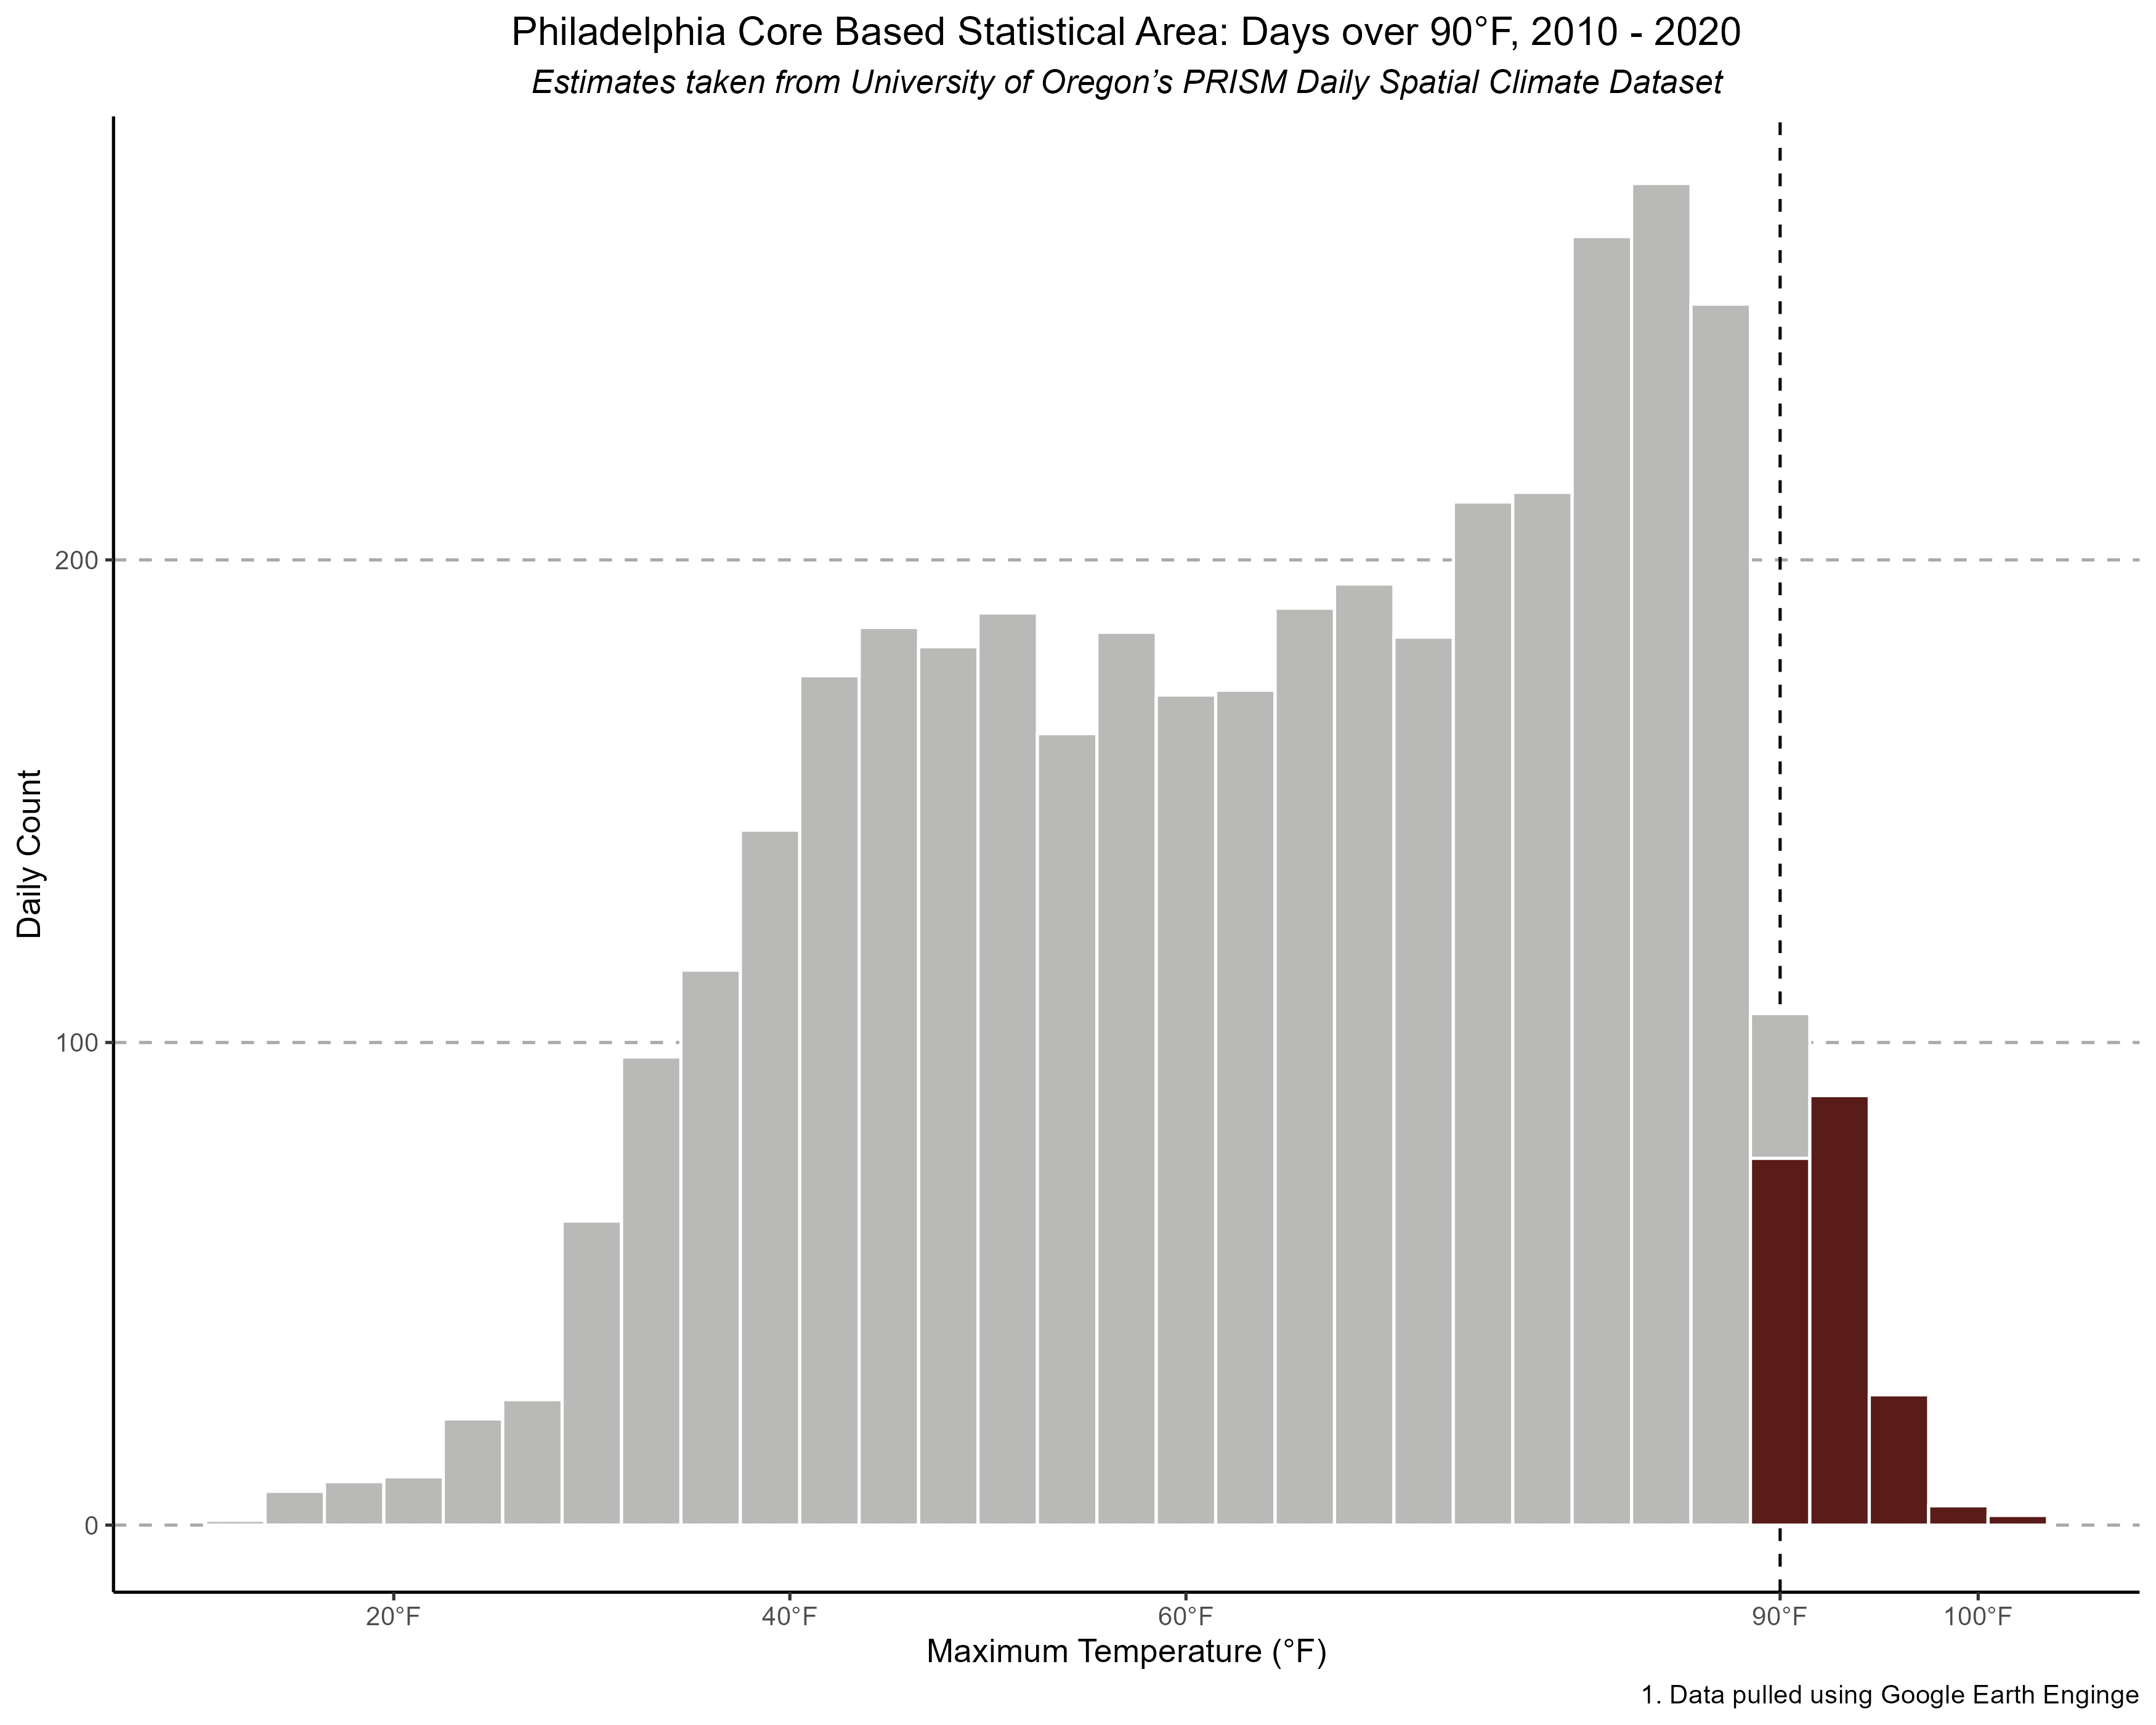 Philadelphia Core Based Statistical Area: Days over 90°F, 2010 - 2020
Estimates taken from University of Oregon’s PRISM Daily Spatial Climate Dataset
Daily Count
200
100
0
20°F
40°F
60°F
90°F
100°F
Maximum Temperature (°F)
1. Data pulled using Google Earth Enginge